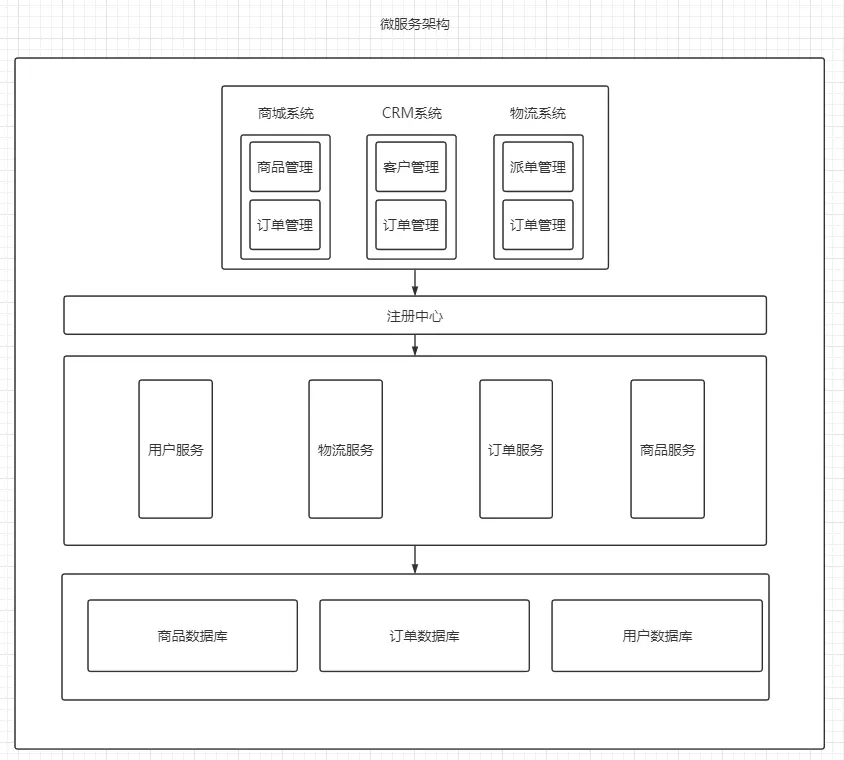 微服务架构
商城系统
CRM系统
物流系统
商品管理
客户管理
派单管理
订单管理
订单管理
订单管理
注册中心
用户服务
物流服务
订单服务
商品服务
商品数据库
订单数据库
用户数据库